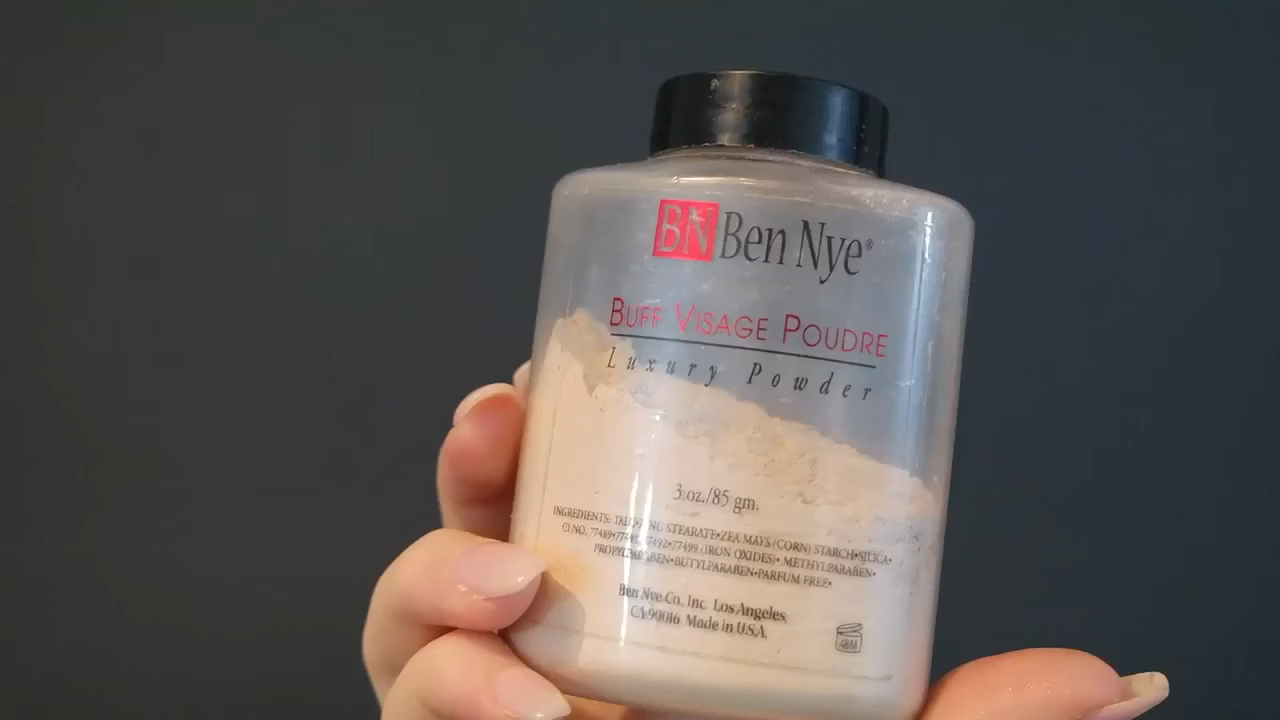 BN Ben Nye®
BUFF VISAGE POUDRE
Luxury Powder
3 oz./85 gm.
INGREDIENTS: TALC•ZINC STEARATE•ZEA MAYS (CORN) STARCH•SILICA•
CI NO. 77489•77491•77492•77499 (IRON OXIDES)• METHYLPARABEN•
PROPYLPARABEN•BUTYLPARABEN•PARFUM FREE•
Ben Nye Co. Inc. Los Angeles
CA 90016 Made in U.S.A.
48M